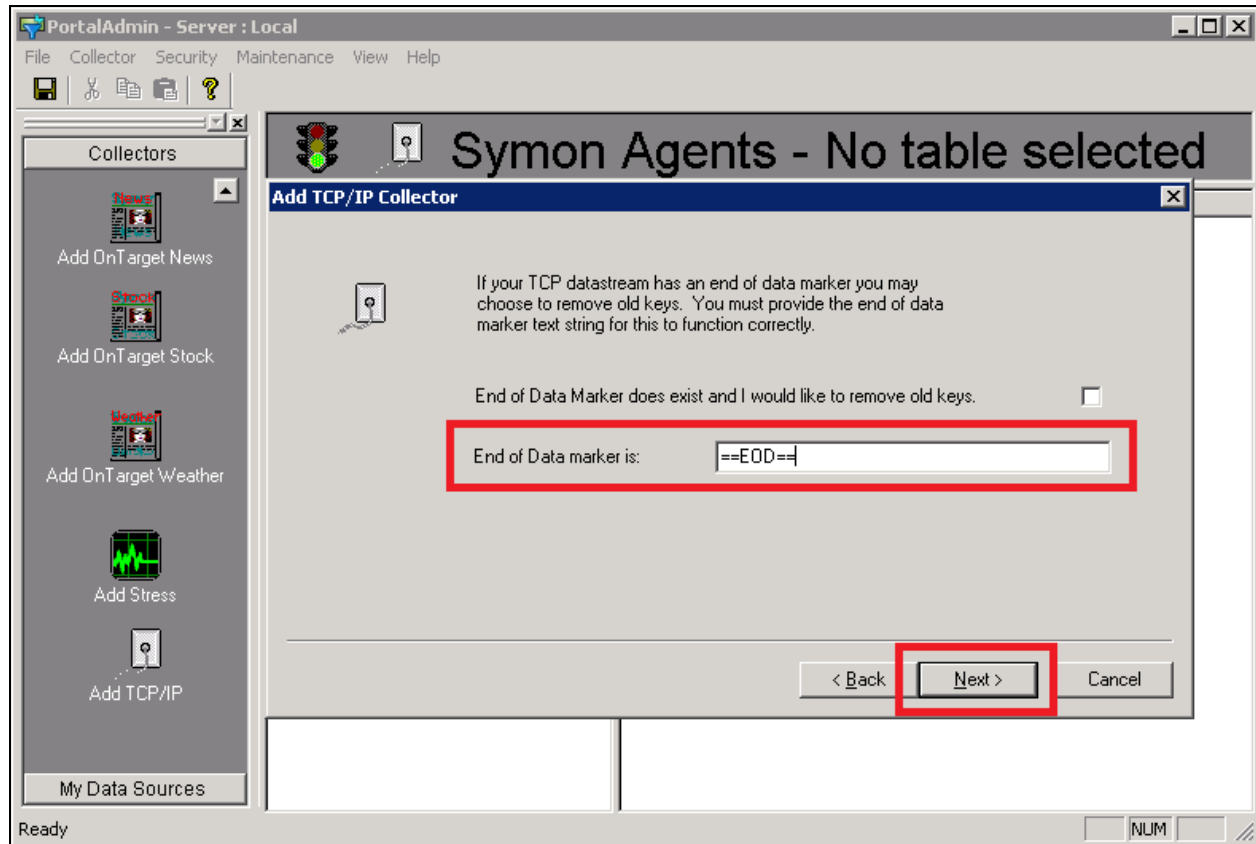 PortalAdmin - Server : Local
File Collector Security Maintenance View Help
Collectors
Symon Agents - No table selected
News
Add OnTarget News
Stock
Add OnTarget Stock
Weather
Add OnTarget Weather
Add Stress
Add TCP/IP
My Data Sources
Add TCP/IP Collector
If your TCP datastream has an end of data marker you may
choose to remove old keys. You must provide the end of data
marker text string for this to function correctly.
End of Data Marker does exist and I would like to remove old keys.
End of Data marker is: ==EOD==
< Back Next > Cancel
Ready NUM